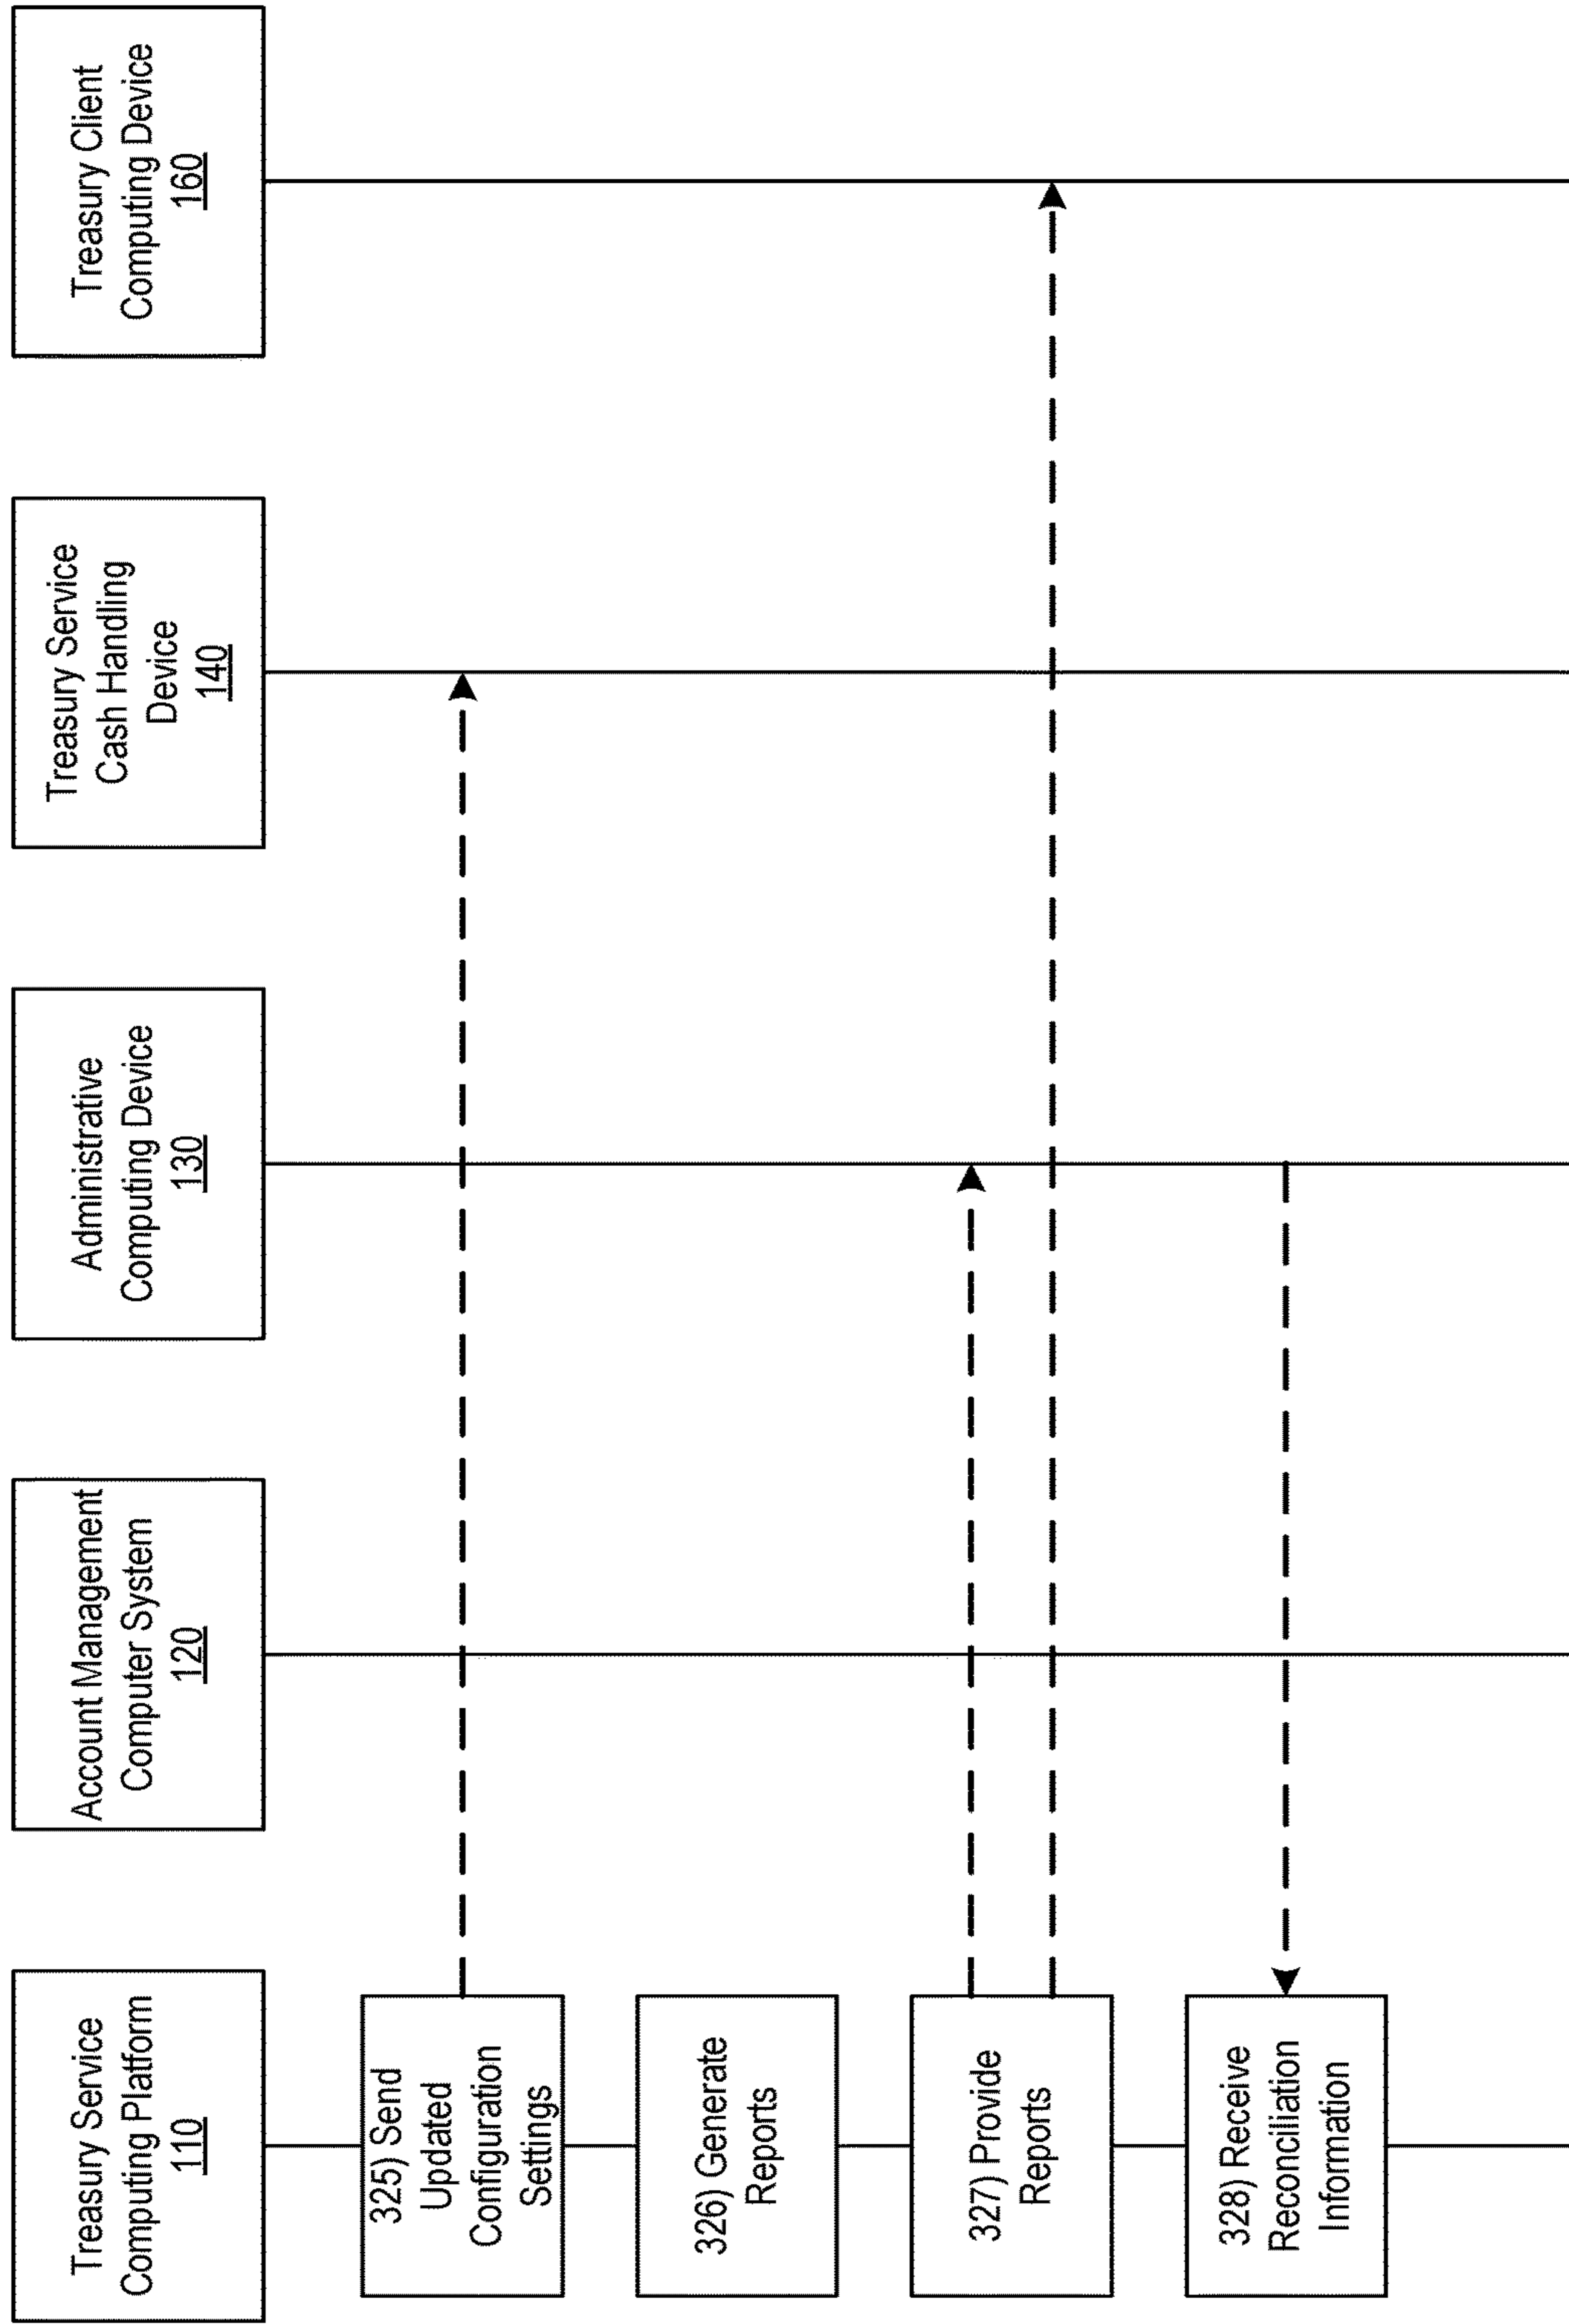 Treasury Service
Computing Platform
110
Account Management
Computer System
120
Administrative
Computing Device
130
Treasury Service
Cash Handling
Device
140
Treasury Client
Computing Device
160
325) Send
Updated
Configuration
Settings
326) Generate
Reports
327) Provide
Reports
328) Receive
Reconciliation
Information